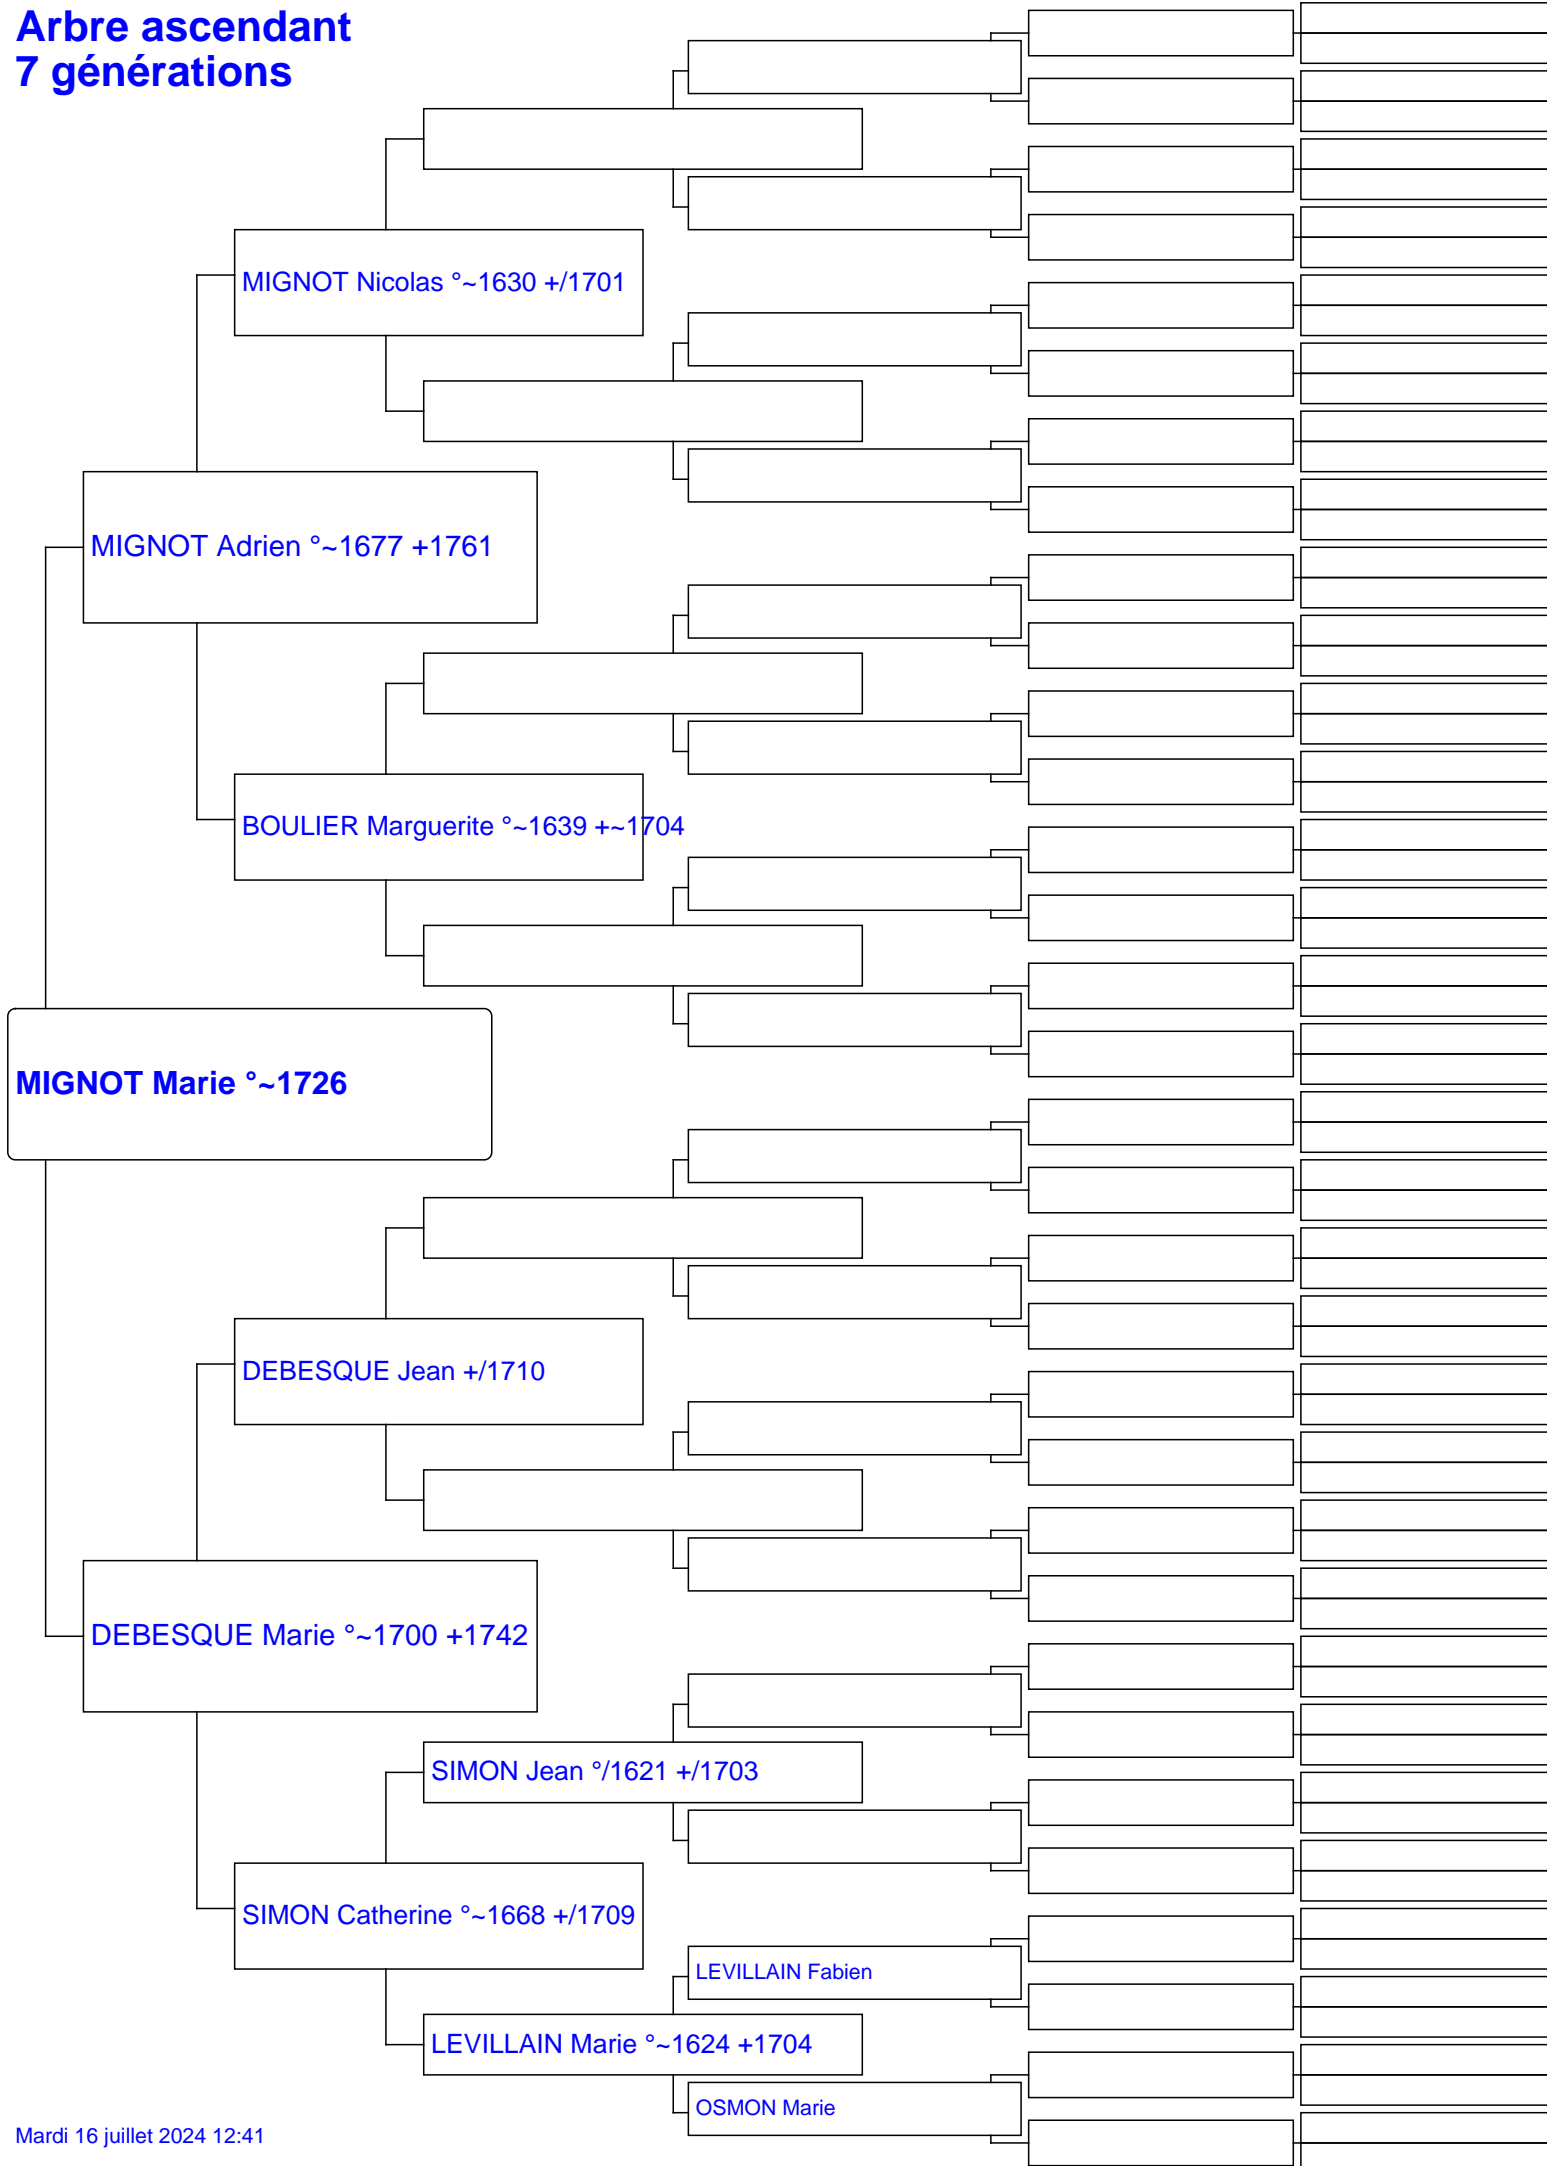 Arbre ascendant
7 générations
MIGNOT Nicolas °~1630 +/1701
MIGNOT Adrien °~1677 +1761
BOULIER Marguerite °~1639 +~1704
MIGNOT Marie °~1726
DEBESQUE Jean +/1710
DEBESQUE Marie °~1700 +1742
SIMON Jean °/1621 +/1703
SIMON Catherine °~1668 +/1709
LEVILLAIN Fabien
LEVILLAIN Marie °~1624 +1704
OSMON Marie
Mardi 16 juillet 2024 12:41